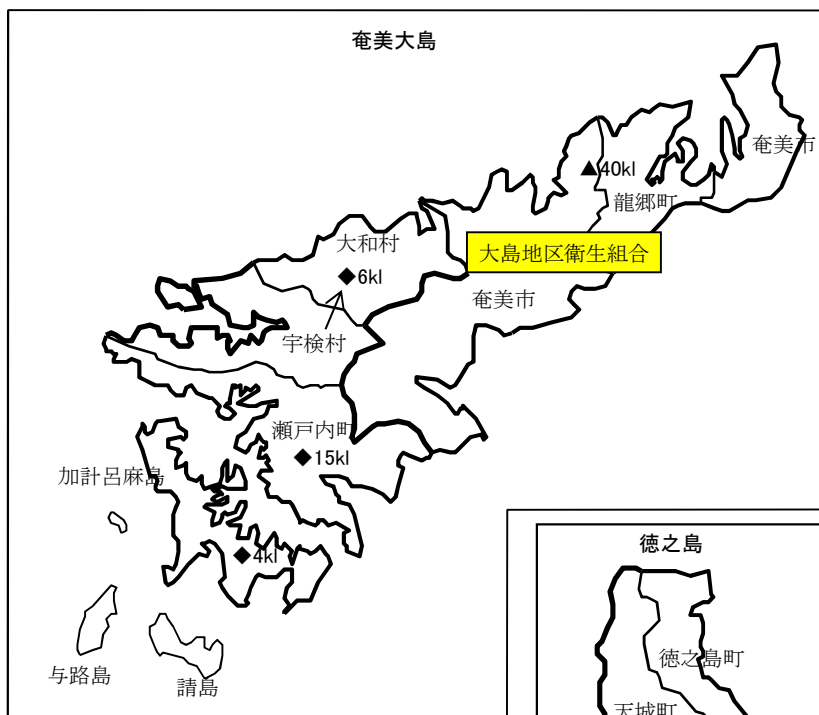 奄美大島
奄美市
▲40kl
龍郷町
大和村
大島地区衛生組合
◆6kl
奄美市
宇検村
瀬戸内町
◆15kl
加計呂麻島
◆4kl
徳之島
徳之島町
与路島
請島
天城町